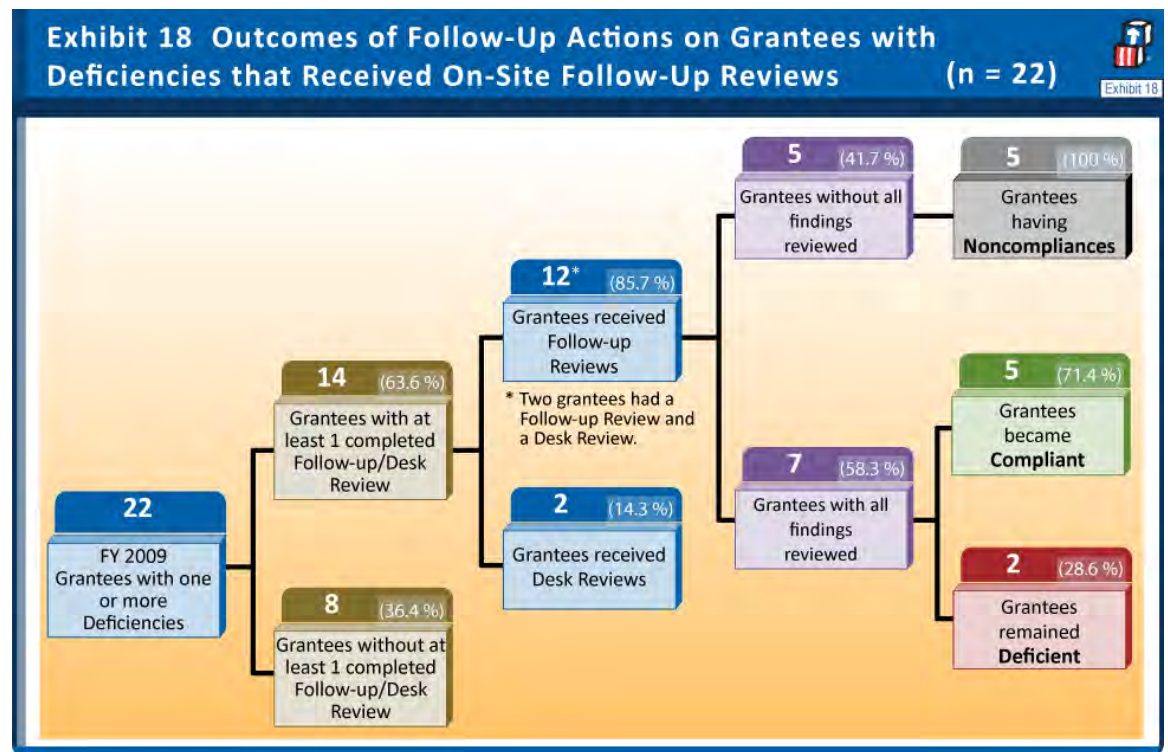 Exhibit 18 Outcomes of Follow-Up Actions on Grantees with
Deficiencies that Received On-Site Follow-Up Reviews (n = 22)
Exhibit 18
22
FY 2009
Grantees with one
or more
Deficiencies
14 (63.6 %)
Grantees with at
least 1 completed
Follow-up/Desk
Review
8 (36.4 %)
Grantees without at
least 1 completed
Follow-up/Desk
Review
12* (85.7 %)
Grantees received
Follow-up
Reviews
* Two grantees had a
Follow-up Review and
a Desk Review.
2 (14.3 %)
Grantees received
Desk Reviews
5 (41.7 %)
Grantees without all
findings
reviewed
7 (58.3 %)
Grantees with all
findings
reviewed
5 (100 %)
Grantees
having
Noncompliances
5 (71.4 %)
Grantees
became
Compliant
2 (28.6 %)
Grantees
remained
Deficient